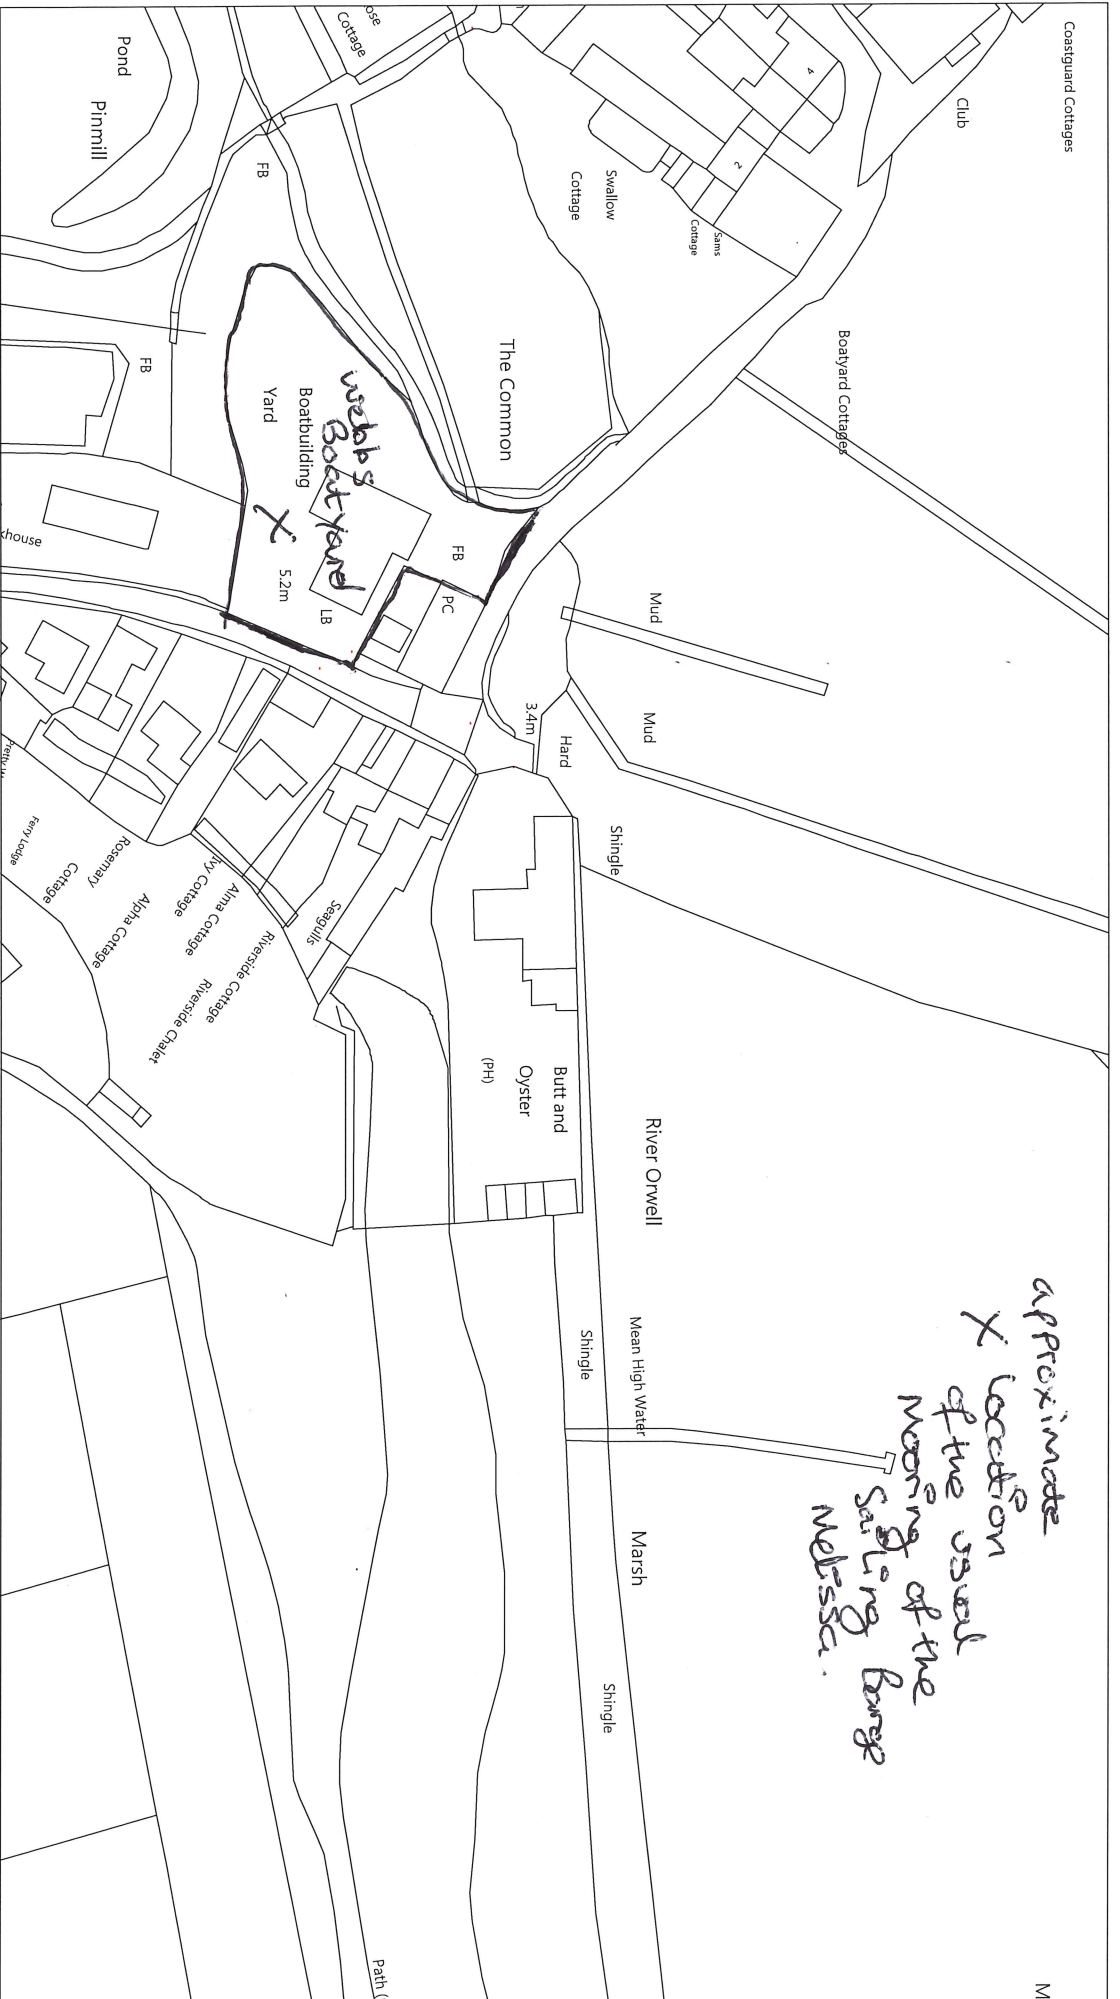 Coastguard Cottages
Club
Boatyard Cottages
4
2
Swallow
Cottage
Sams
Cottage
Cottage
Pond
Pinmill
FB
The Common
FB
Boatbuilding
Yard
Webbs
Boat Yard
X
5.2m
LB
FB
PC
Mud
Mud
3.4m
Hard
Shingle
Ferry Lodge
Rosemary
Cottage
Alpha Cottage
Ivy Cottage
Alma Cottage
Seagulls
Riverside Cottage
Riverside Chalet
Butt and
Oyster
(PH)
River Orwell
Mean High Water
Shingle
Marsh
Shingle
Path (
approximate
X Location
of the usual
Mooring of the
Sailing Barge
Melissa.